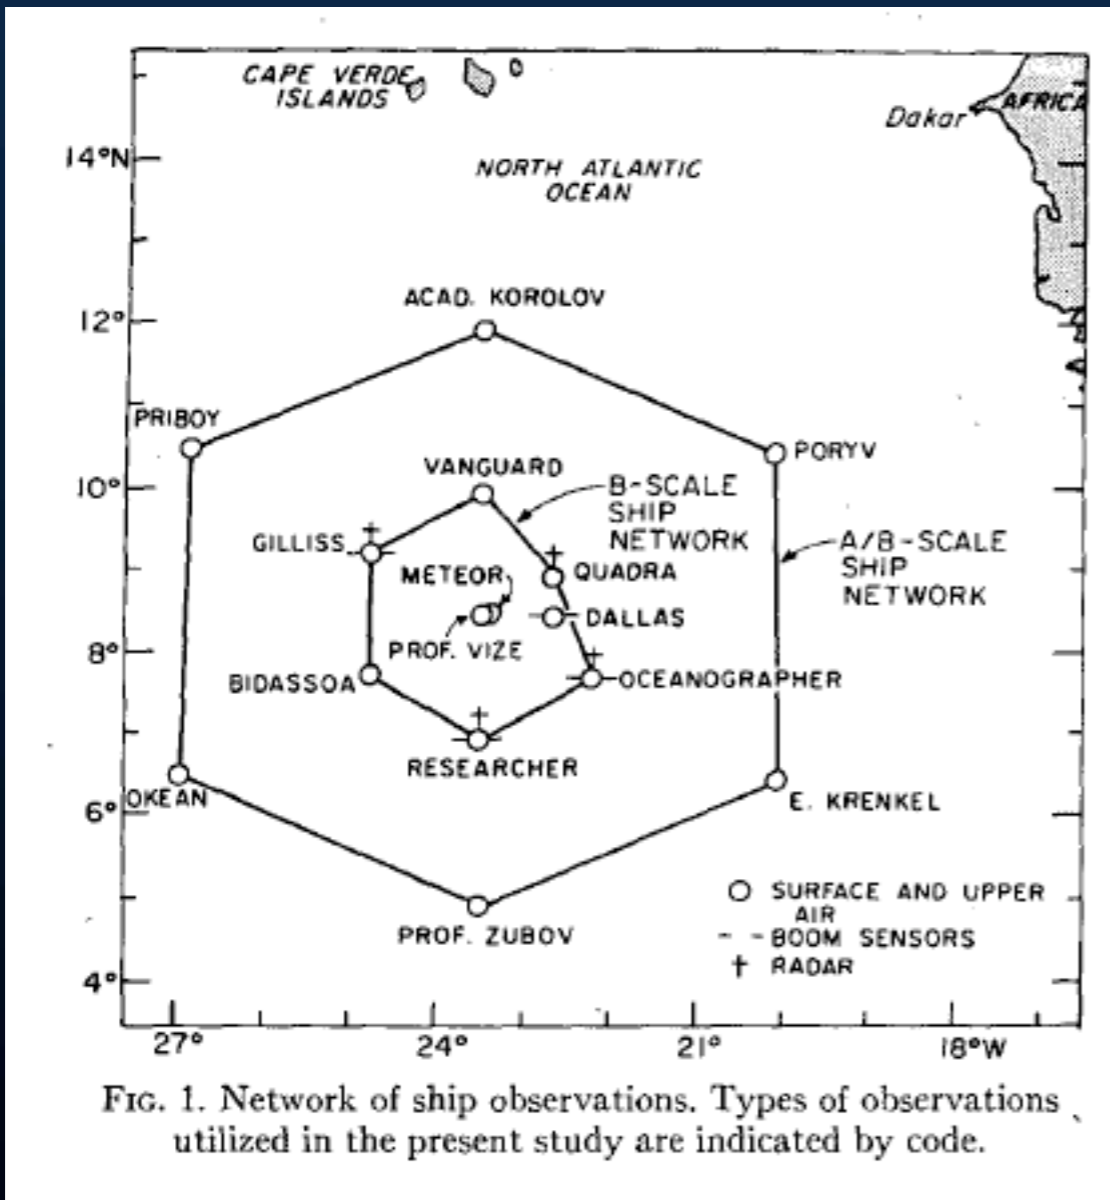 CAPE VERDE
ISLANDS
Dakar
AFRICA
14°N
NORTH ATLANTIC
OCEAN
ACAD. KOROLOV
12°
PRIBOY
PORYV
VANGUARD
10°
B-SCALE
SHIP
NETWORK
GILLISS
A/B-SCALE
SHIP
NETWORK
METEOR
QUADRA
DALLAS
PROF. VIZE
8°
BIDASSOA
OCEANOGRAPHER
RESEARCHER
OKEAN
6°
E. KRENKEL
SURFACE AND UPPER
AIR
PROF. ZUBOV
BOOM SENSORS
RADAR
4°
27° 24° 21° 18°W
FIG. 1. Network of ship observations. Types of observations
utilized in the present study are indicated by code.